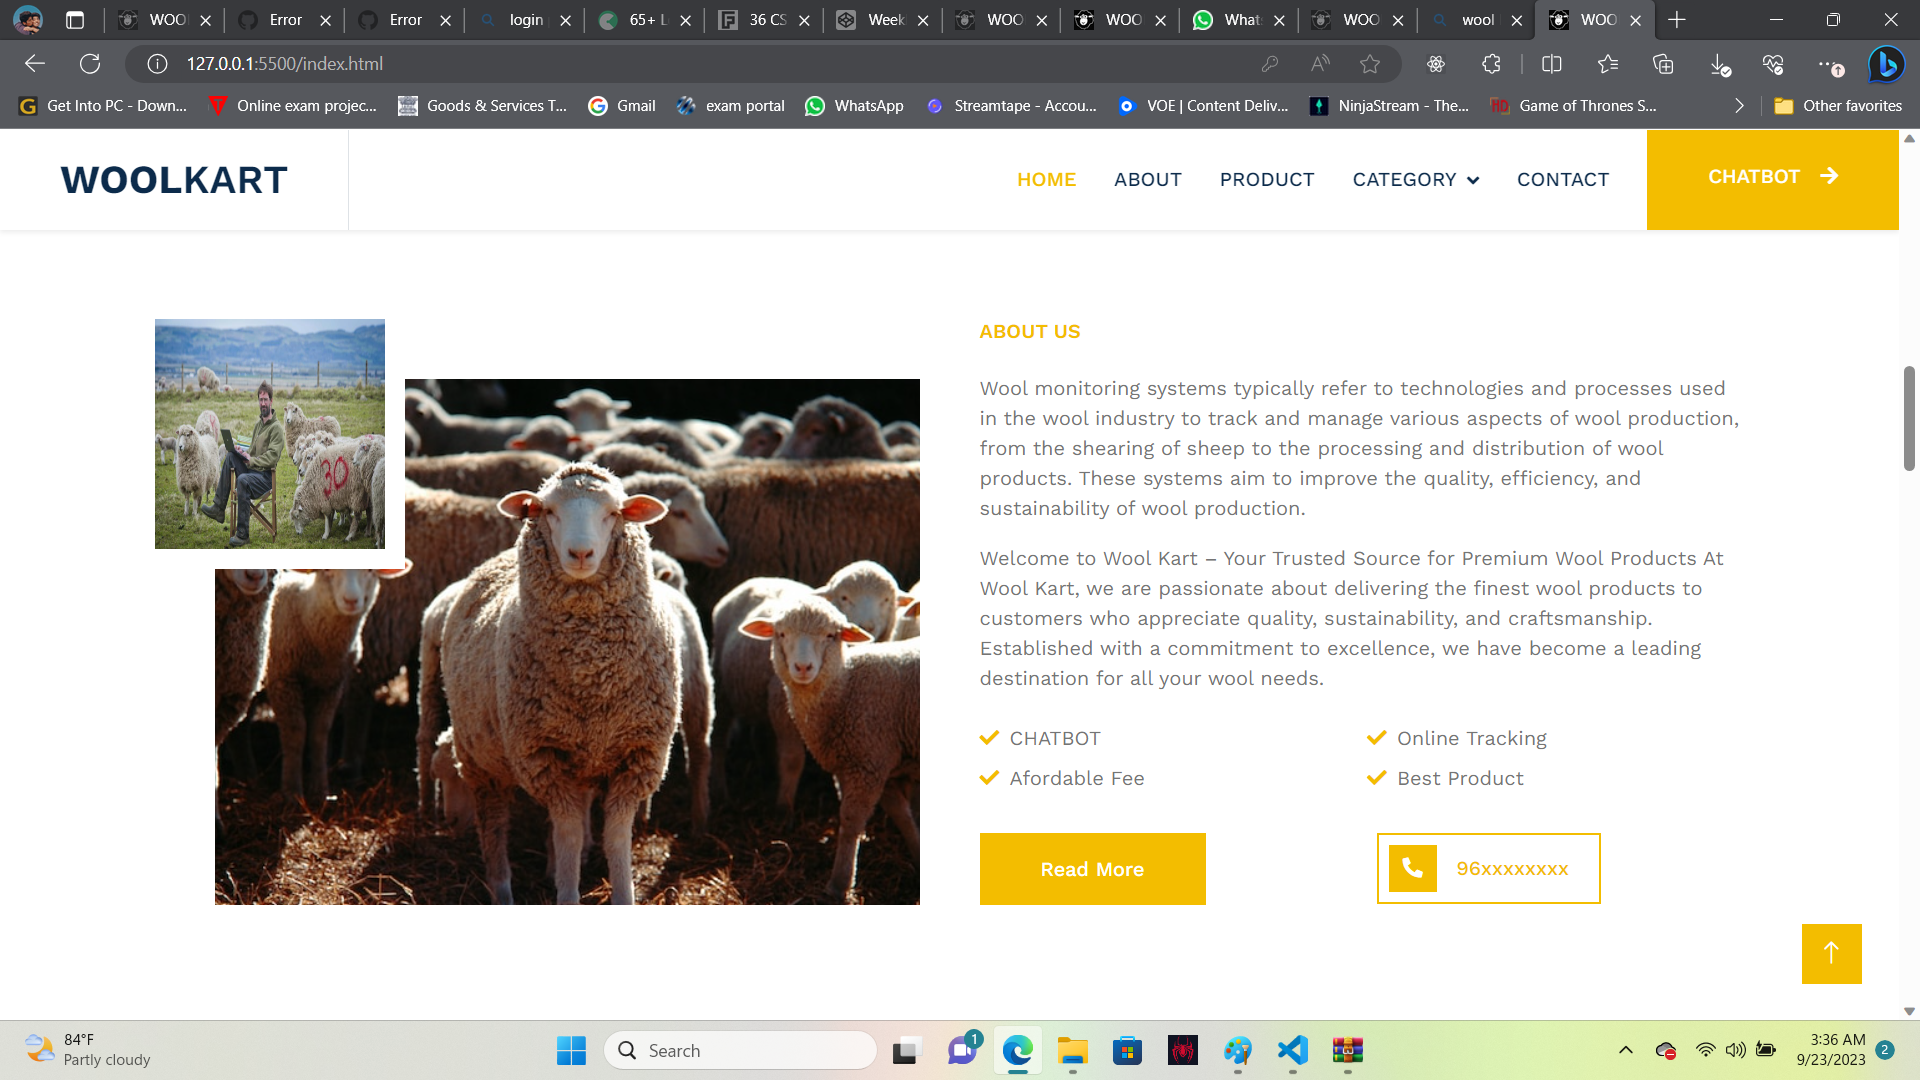 WOO
Error
Error
login
65+ L
36 CS
Week
WOO
WOO
What
WOO
wool
WOO
127.0.0.1:5500/index.html
Get Into PC - Down...
Online exam projec...
Goods & Services T...
Gmail
exam portal
WhatsApp
Streamtape - Accou...
VOE | Content Deliv...
NinjaStream - The...
Game of Thrones S...
Other favorites
WOOLKART
HOME
ABOUT
PRODUCT
CATEGORY
CONTACT
CHATBOT
30
ABOUT US
Wool monitoring systems typically refer to technologies and processes used
in the wool industry to track and manage various aspects of wool production,
from the shearing of sheep to the processing and distribution of wool
products. These systems aim to improve the quality, efficiency, and
sustainability of wool production.
Welcome to Wool Kart – Your Trusted Source for Premium Wool Products At
Wool Kart, we are passionate about delivering the finest wool products to
customers who appreciate quality, sustainability, and craftsmanship.
Established with a commitment to excellence, we have become a leading
destination for all your wool needs.
CHATBOT
Online Tracking
Afordable Fee
Best Product
Read More
96xxxxxxxx
84°F
Partly cloudy
Search
1
3:36 AM
9/23/2023
2